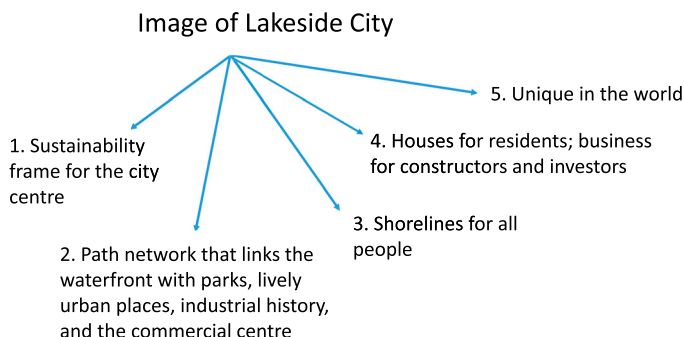 Image of Lakeside City
1. Sustainability
frame for the city
centre
2. Path network that links the
waterfront with parks, lively
urban places, industrial history,
and the commercial centre
3. Shorelines for all
people
4. Houses for residents; business
for constructors and investors
5. Unique in the world